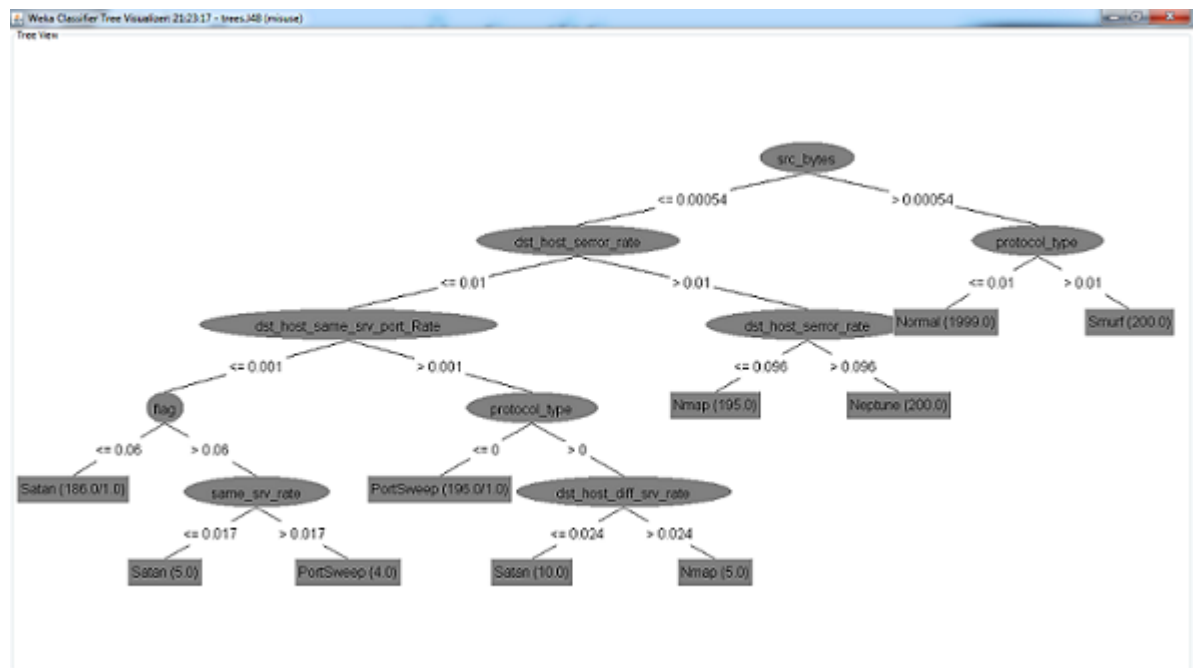 Weka Classifier Tree Visualizer: 21:23:17 - trees.J48 (misuse)
Tree View
src_bytes
<= 0.00054 > 0.00054
dst_host_serror_rate protocol_type
<= 0.01 > 0.01 <= 0.01 > 0.01
dst_host_same_srv_port_Rate dst_host_serror_rate Normal (1999.0) Smurf (200.0)
<= 0.001 > 0.001 <= 0.096 > 0.096
flag protocol_type Nmap (195.0) Neptune (200.0)
<= 0.06 > 0.06 <= 0 > 0
Satan (186.0/1.0) same_srv_rate PortSweep (196.0/1.0) dst_host_diff_srv_rate
<= 0.017 > 0.017 <= 0.024 > 0.024
Satan (5.0) PortSweep (4.0) Satan (10.0) Nmap (5.0)